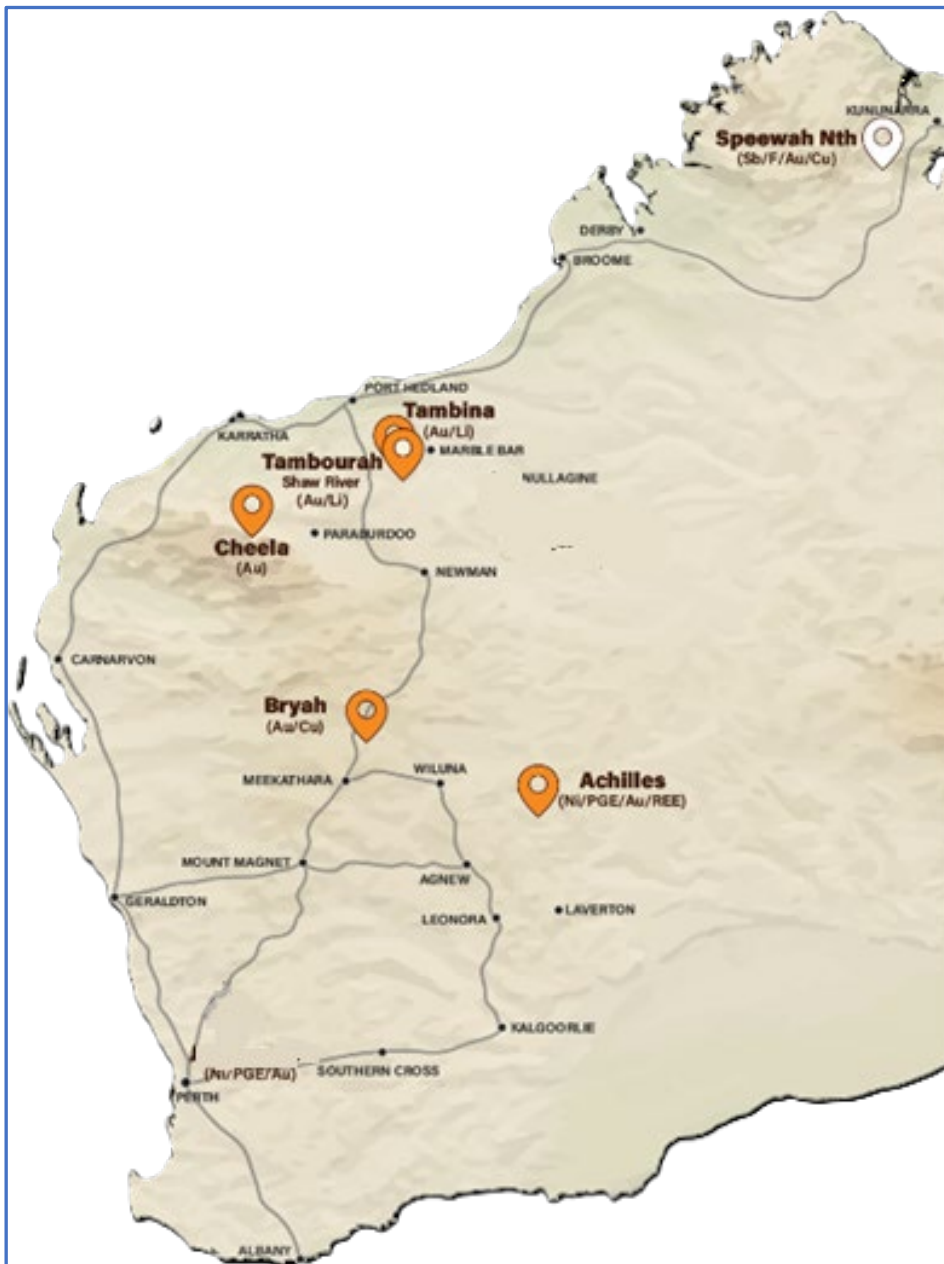 KUNUNARRA
Speewah Nth
(Sb/F/Au/Cu)
DERBY
BROOME
PORT HEDLAND
Tambina
(Au/Li)
KARRATHA
MARBLE BAR
Tambourah
Shaw River
(Au/Li)
NULLAGINE
PARABURDOO
Cheela
(Au)
NEWMAN
CARNARVON
Bryah
(Au/Cu)
MEEKATHARA
WILUNA
Achilles
(Ni/PGE/Au/REE)
MOUNT MAGNET
AGNEW
GERALDTON
LEONORA
LAVERTON
KALGOORLIE
(Ni/PGE/Au)
SOUTHERN CROSS
PERTH
ALBANY